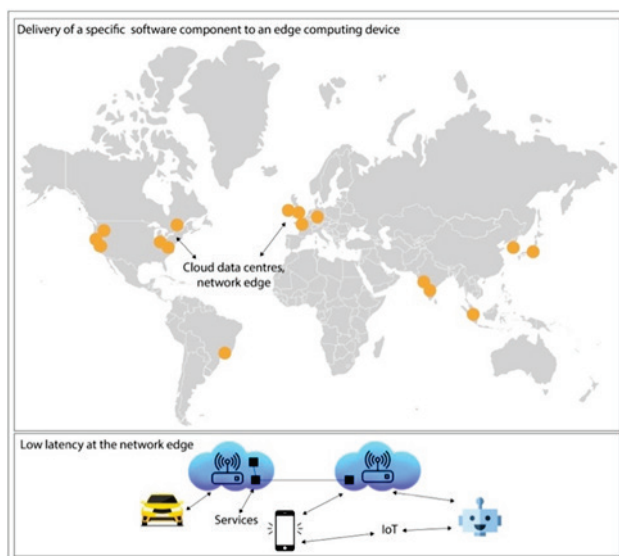 Delivery of a specific software component to an edge computing device
Cloud data centres,
network edge
Low latency at the network edge
Services
IoT